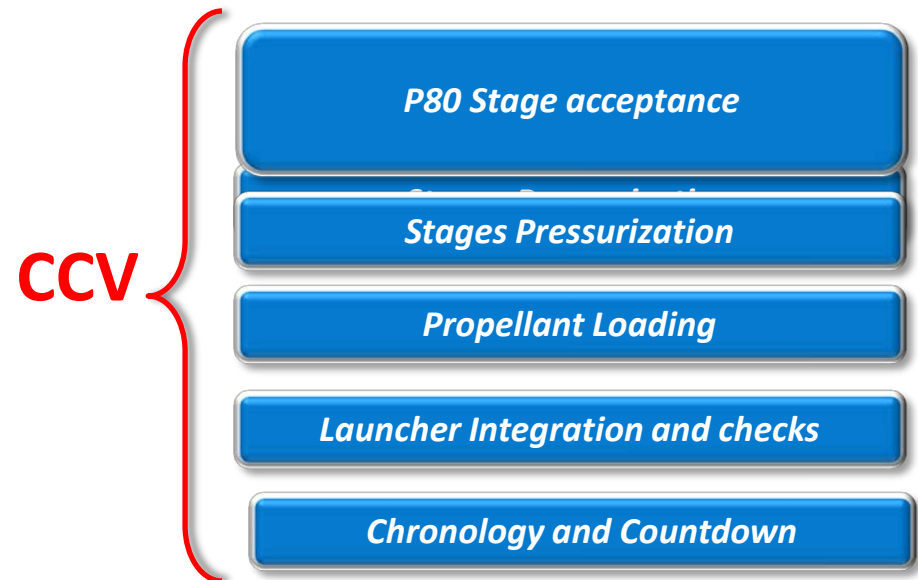 P80 Stage acceptance
Stages Pressurization
CCV
Propellant Loading
Launcher Integration and checks
Chronology and Countdown